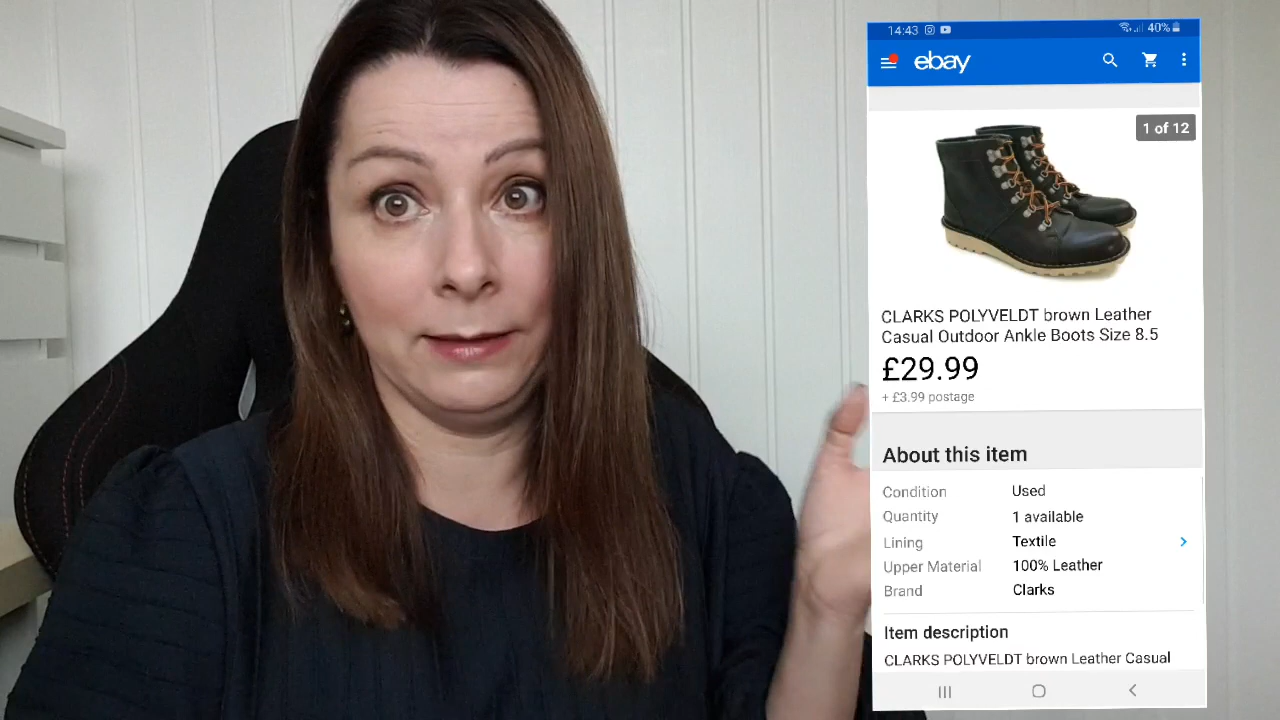 14:43 40%
ebay
1 of 12
CLARKS POLYVELDT brown Leather
Casual Outdoor Ankle Boots Size 8.5
£29.99
+ £3.99 postage
About this item
Condition Used
Quantity 1 available
Lining Textile
Upper Material 100% Leather
Brand Clarks
Item description
CLARKS POLYVELDT brown Leather Casual